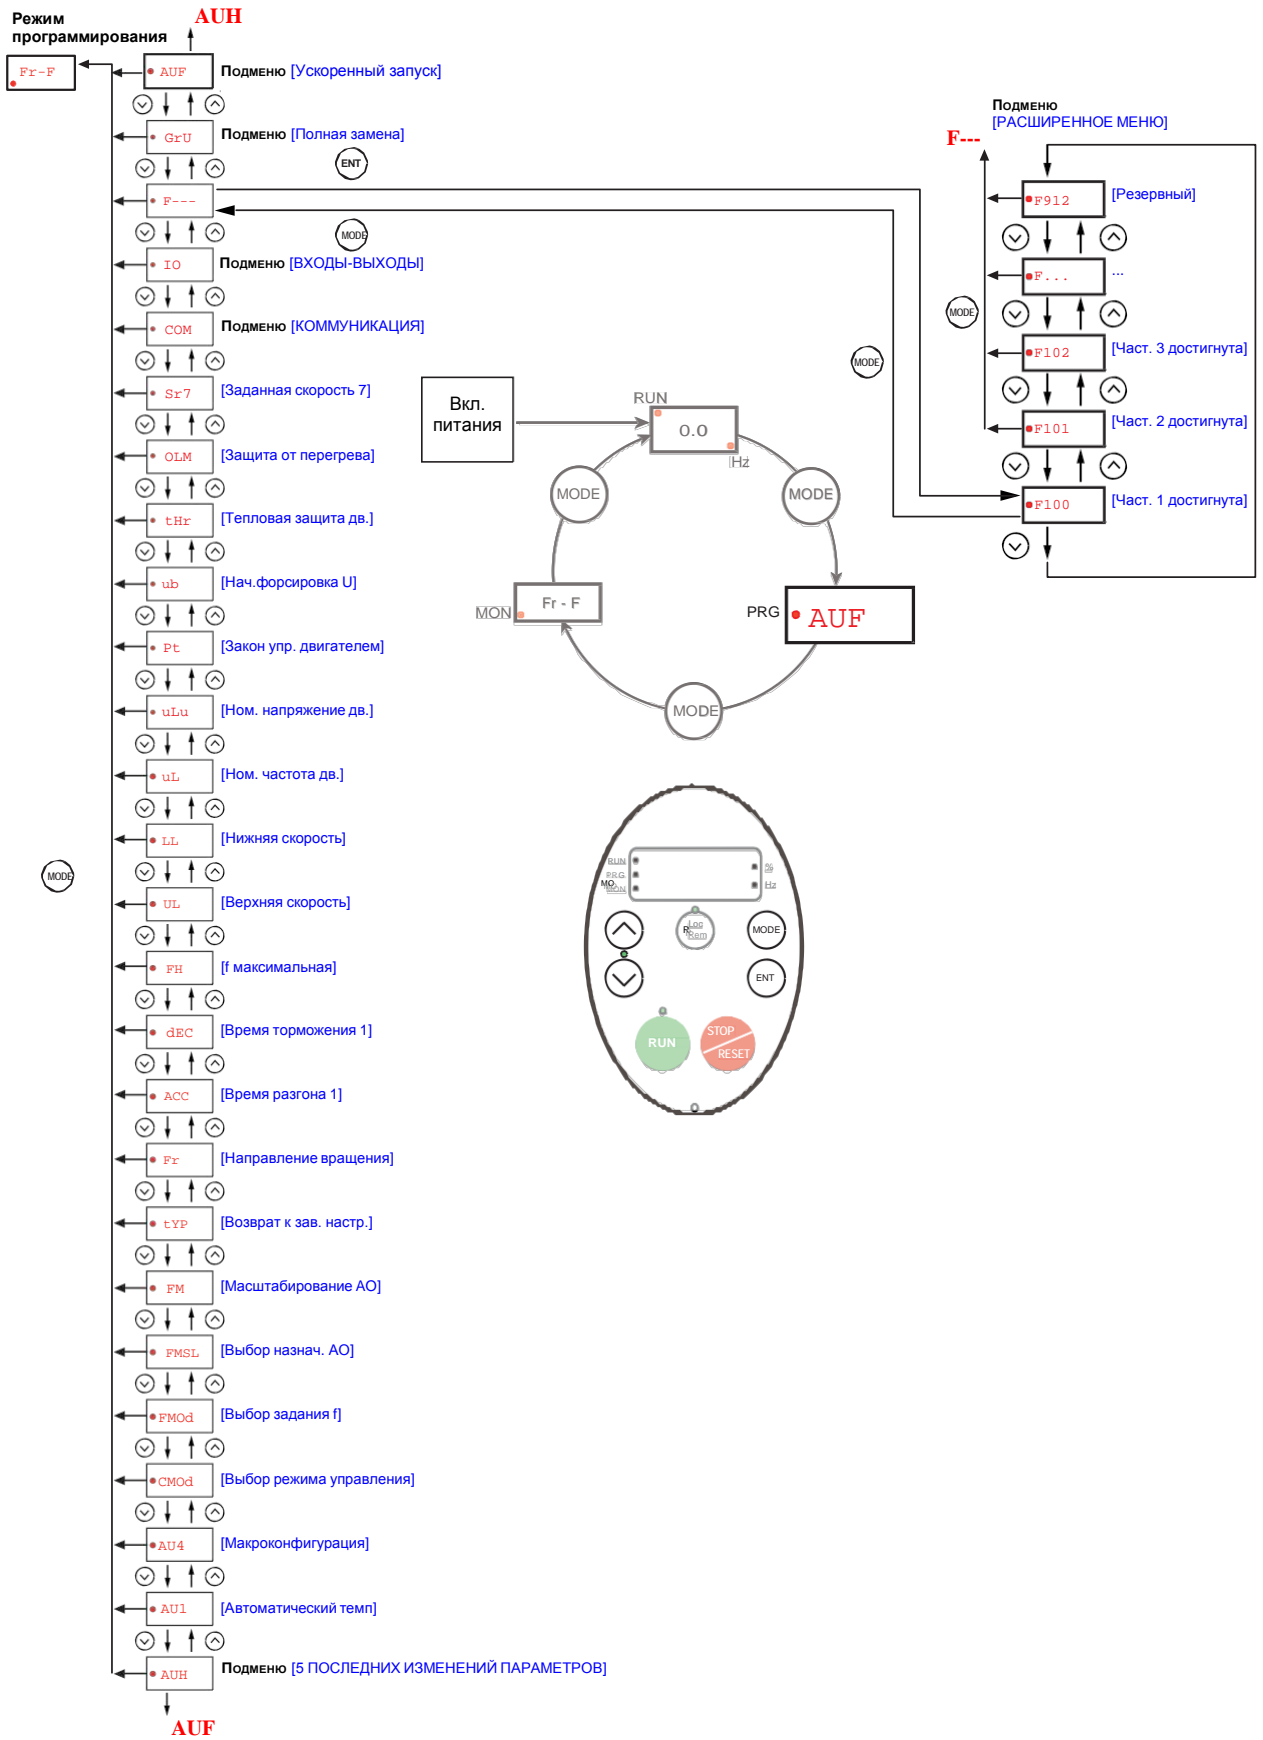 Режим
программирования
AUH
Fr-F
AUF
Подменю [Ускоренный запуск]
GrU
Подменю [Полная замена]
ENT
F---
MODE
IO
Подменю [ВХОДЫ-ВЫХОДЫ]
COM
Подменю [КОММУНИКАЦИЯ]
Sr7
[Заданная скорость 7]
OLM
[Защита от перегрева]
tHr
[Тепловая защита дв.]
ub
[Нач.форсировка U]
Pt
[Закон упр. двигателем]
uLu
[Ном. напряжение дв.]
uL
[Ном. частота дв.]
LL
[Нижняя скорость]
MODE
UL
[Верхняя скорость]
FH
[f максимальная]
dEC
[Время торможения 1]
ACC
[Время разгона 1]
Fr
[Направление вращения]
tYP
[Возврат к зав. настр.]
FM
[Масштабирование АО]
FMSL
[Выбор назнач. АО]
FMOd
[Выбор задания f]
CMOd
[Выбор режима управления]
AU4
[Макроконфигурация]
AU1
[Автоматический темп]
AUH
Подменю [5 ПОСЛЕДНИХ ИЗМЕНЕНИЙ ПАРАМЕТРОВ]
AUF
Подменю
[РАСШИРЕННОЕ МЕНЮ]
F---
F912
[Резервный]
F...
...
MODE
F102
[Част. 3 достигнута]
MODE
F101
[Част. 2 достигнута]
F100
[Част. 1 достигнута]
Вкл.
питания
RUN
0.0
Hz
MODE
MODE
MON
Fr - F
PRG
AUF
MODE
RUN
PRG
MO
MON
%
Hz
R
Loc
Rem
MODE
ENT
RUN
STOP
RESET